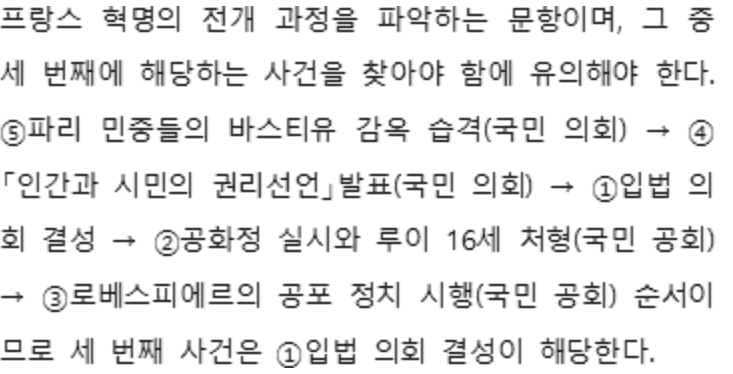 프랑스 혁명의 전개 과정을 파악하는 문항이며, 그 중
세 번째에 해당하는 사건을 찾아야 함에 유의해야 한다.
⑤파리 민중들의 바스티유 감옥 습격(국민 의회) → ④
｢인간과 시민의 권리선언｣발표(국민 의회) → ①입법 의
회 결성 → ②공화정 실시와 루이 16세 처형(국민 공회)
→ ③로베스피에르의 공포 정치 시행(국민 공회) 순서이
므로 세 번째 사건은 ①입법 의회 결성이 해당한다.